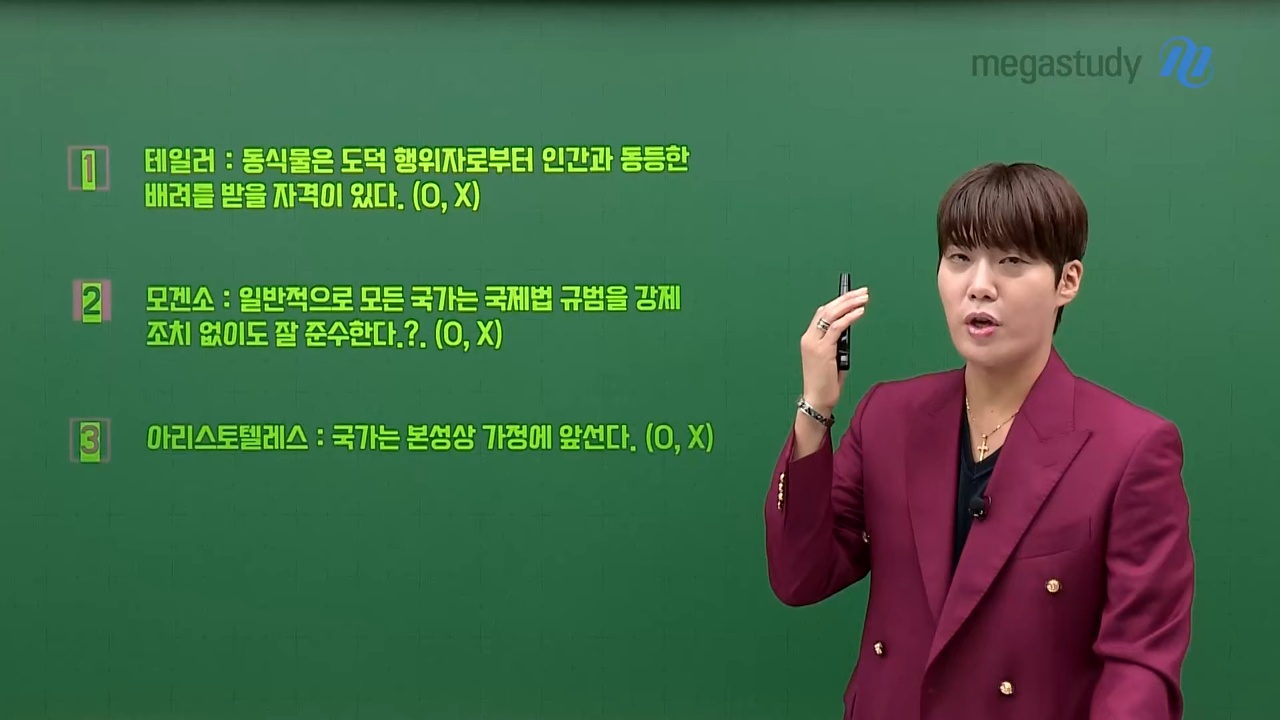 megastudy
1
테일러 : 동식물은 도덕 행위자로부터 인간과 동등한
배려를 받을 자격이 있다. (O, X)
2
모겐소 : 일반적으로 모든 국가는 국제법 규범을 강제
조치 없이도 잘 준수한다.?. (O, X)
3
아리스토텔레스 : 국가는 본성상 가정에 앞선다. (O, X)